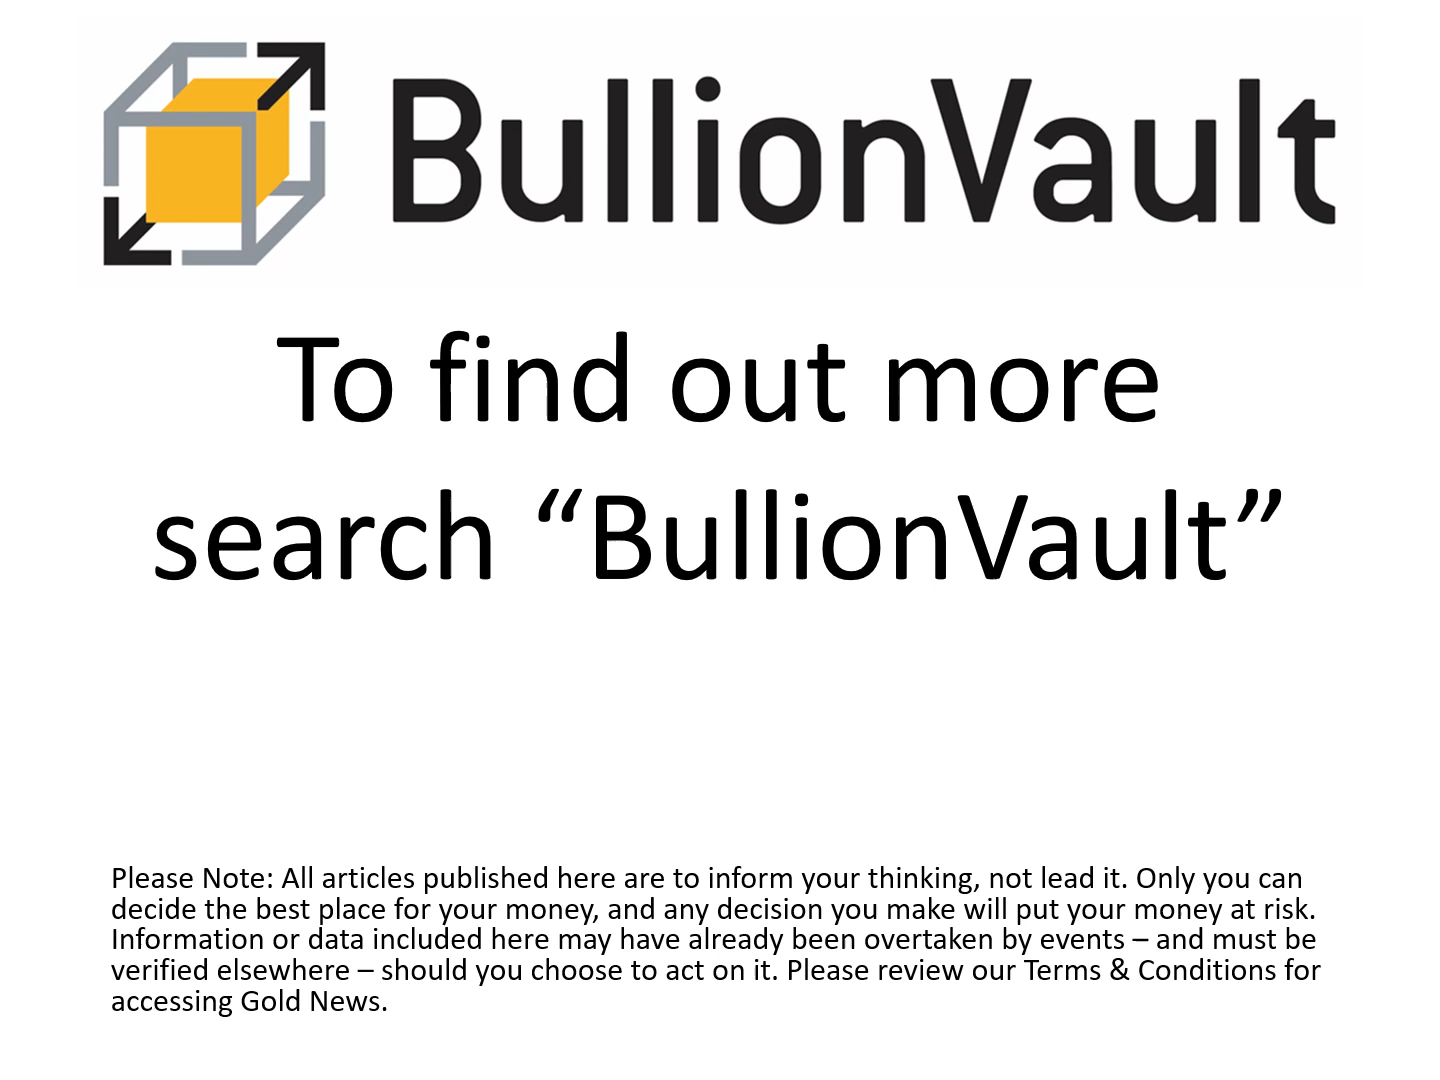 BullionVault
To find out more
search “BullionVault”
Please Note: All articles published here are to inform your thinking, not lead it. Only you can
decide the best place for your money, and any decision you make will put your money at risk.
Information or data included here may have already been overtaken by events – and must be
verified elsewhere – should you choose to act on it. Please review our Terms & Conditions for
accessing Gold News.